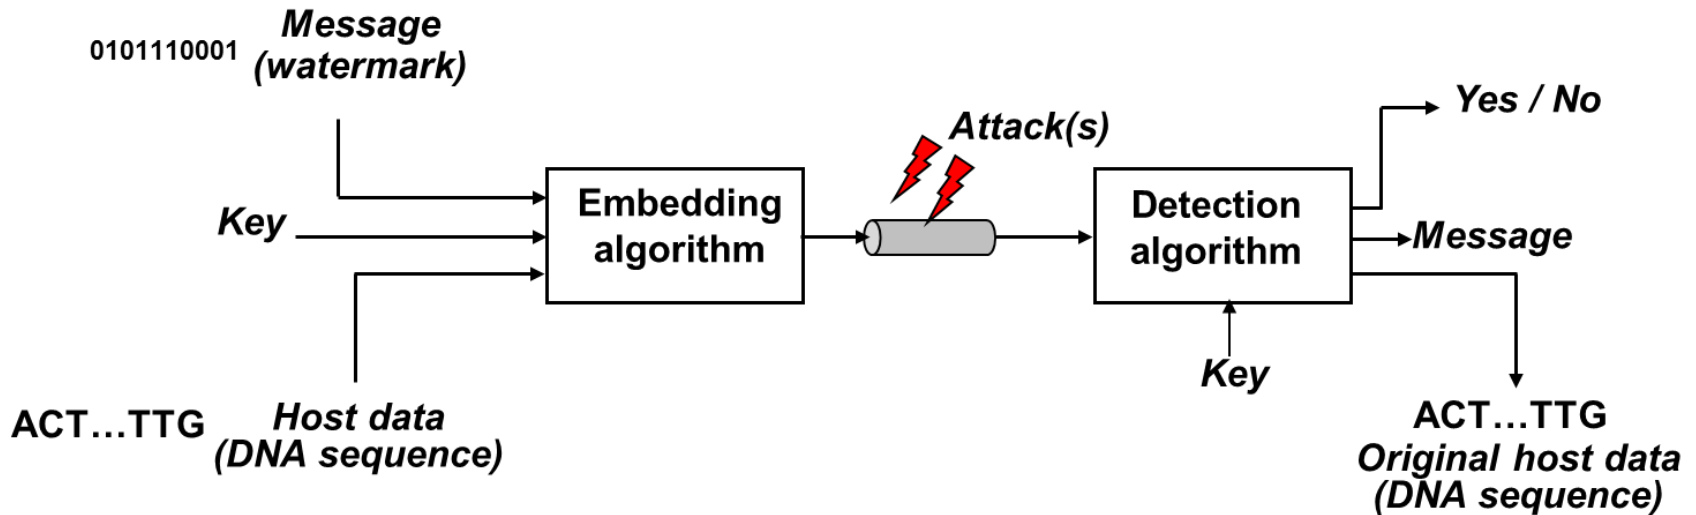 0101110001
Message
(watermark)
Key
ACT...TTG
Host data
(DNA sequence)
Embedding
algorithm
Attack(s)
Detection
algorithm
Key
Yes / No
Message
ACT...TTG
Original host data
(DNA sequence)